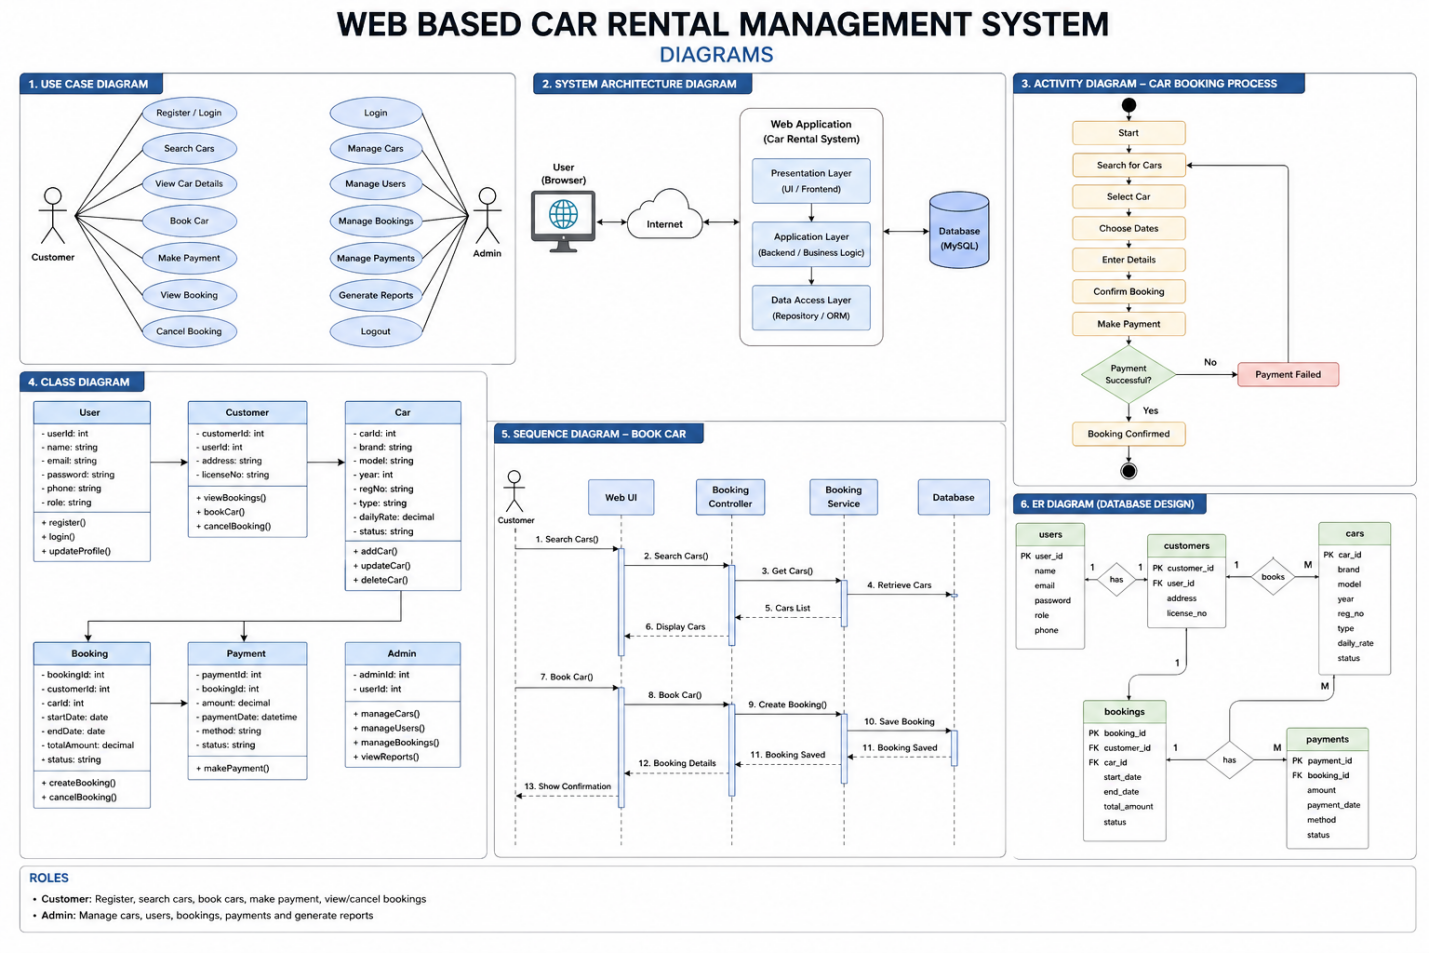 WEB BASED CAR RENTAL MANAGEMENT SYSTEM
DIAGRAMS
1. USE CASE DIAGRAM
Register / Login
Search Cars
View Car Details
Book Car
Make Payment
View Booking
Cancel Booking
Customer
Login
Manage Cars
Manage Users
Manage Bookings
Manage Payments
Generate Reports
Logout
Admin
2. SYSTEM ARCHITECTURE DIAGRAM
User
(Browser)
Internet
Web Application
(Car Rental System)
Presentation Layer
(UI / Frontend)
Application Layer
(Backend / Business Logic)
Data Access Layer
(Repository / ORM)
Database
(MySQL)
3. ACTIVITY DIAGRAM – CAR BOOKING PROCESS
Start
Search for Cars
Select Car
Choose Dates
Enter Details
Confirm Booking
Make Payment
Payment
Successful?
No
Payment Failed
Yes
Booking Confirmed
4. CLASS DIAGRAM
User
- userId: int
- name: string
- email: string
- password: string
- phone: string
- role: string
+ register()
+ login()
+ updateProfile()
Customer
- customerId: int
- userId: int
- address: string
- licenseNo: string
+ viewBookings()
+ bookCar()
+ cancelBooking()
Car
- carId: int
- brand: string
- model: string
- year: int
- regNo: string
- type: string
- dailyRate: decimal
- status: string
+ addCar()
+ updateCar()
+ deleteCar()
Booking
- bookingId: int
- customerId: int
- carId: int
- startDate: date
- endDate: date
- totalAmount: decimal
- status: string
+ createBooking()
+ cancelBooking()
Payment
- paymentId: int
- bookingId: int
- amount: decimal
- paymentDate: datetime
- method: string
- status: string
+ makePayment()
Admin
- adminId: int
- userId: int
+ manageCars()
+ manageUsers()
+ manageBookings()
+ viewReports()
5. SEQUENCE DIAGRAM – BOOK CAR
Customer
Web UI
Booking
Controller
Booking
Service
Database
1. Search Cars()
2. Search Cars()
3. Get Cars()
4. Retrieve Cars
5. Cars List
6. Display Cars
7. Book Car()
8. Book Car()
9. Create Booking()
10. Save Booking
11. Booking Saved
11. Booking Saved
12. Booking Details
13. Show Confirmation
6. ER DIAGRAM (DATABASE DESIGN)
users
PK user_id
name
email
password
role
phone
1
has
1
customers
PK customer_id
FK user_id
address
license_no
1
books
M
cars
PK car_id
brand
model
year
reg_no
type
daily_rate
status
1
M
bookings
PK booking_id
FK customer_id
FK car_id
start_date
end_date
total_amount
status
1
has
M
payments
PK payment_id
FK booking_id
amount
payment_date
method
status
ROLES
• Customer: Register, search cars, book cars, make payment, view/cancel bookings
• Admin: Manage cars, users, bookings, payments and generate reports